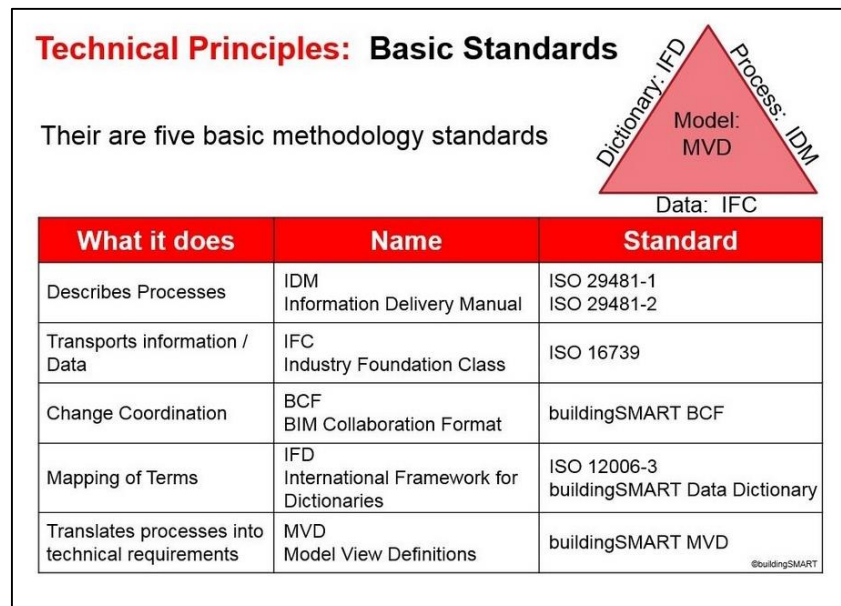 Technical Principles: Basic Standards
Their are five basic methodology standards
Dictionary: IFD
Process: IDM
Model:
MVD
Data: IFC
What it does
Name
Standard
Describes Processes
IDM
Information Delivery Manual
ISO 29481-1
ISO 29481-2
Transports information /
Data
IFC
Industry Foundation Class
ISO 16739
Change Coordination
BCF
BIM Collaboration Format
buildingSMART BCF
Mapping of Terms
IFD
International Framework for
Dictionaries
ISO 12006-3
buildingSMART Data Dictionary
Translates processes into
technical requirements
MVD
Model View Definitions
buildingSMART MVD
©buildingSMART